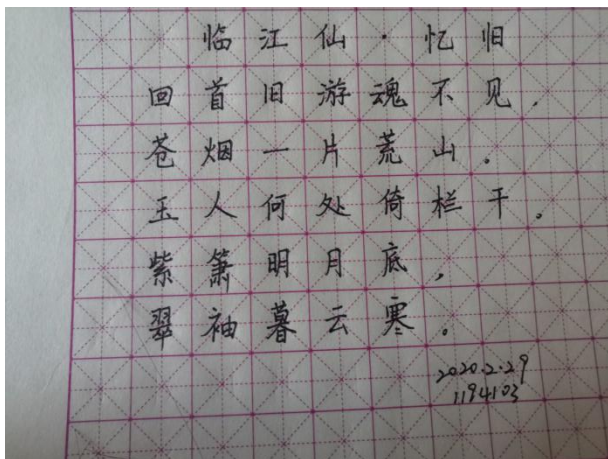 临江仙·忆旧
回首旧游魂不见,
苍烟一片荒山。
玉人何处倚栏干。
紫箫明月底,
翠袖暮云寒。
2020.2.29
1194103